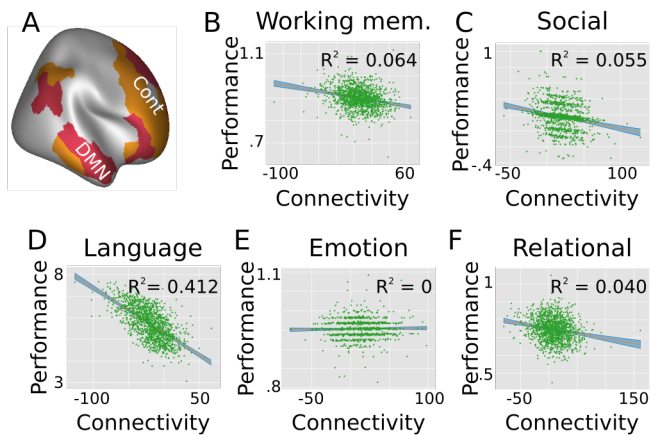 A
Cont
DMN
B
Working mem.
1.1
R² = 0.064
Performance
.7
-100
60
Connectivity
C
Social
1
R² = 0.055
Performance
-.4
-50
100
Connectivity
D
Language
8
R² = 0.412
Performance
3
-100
50
Connectivity
E
Emotion
1.1
R² = 0
Performance
.8
-50
100
Connectivity
F
Relational
1
R² = 0.040
Performance
.5
-50
150
Connectivity